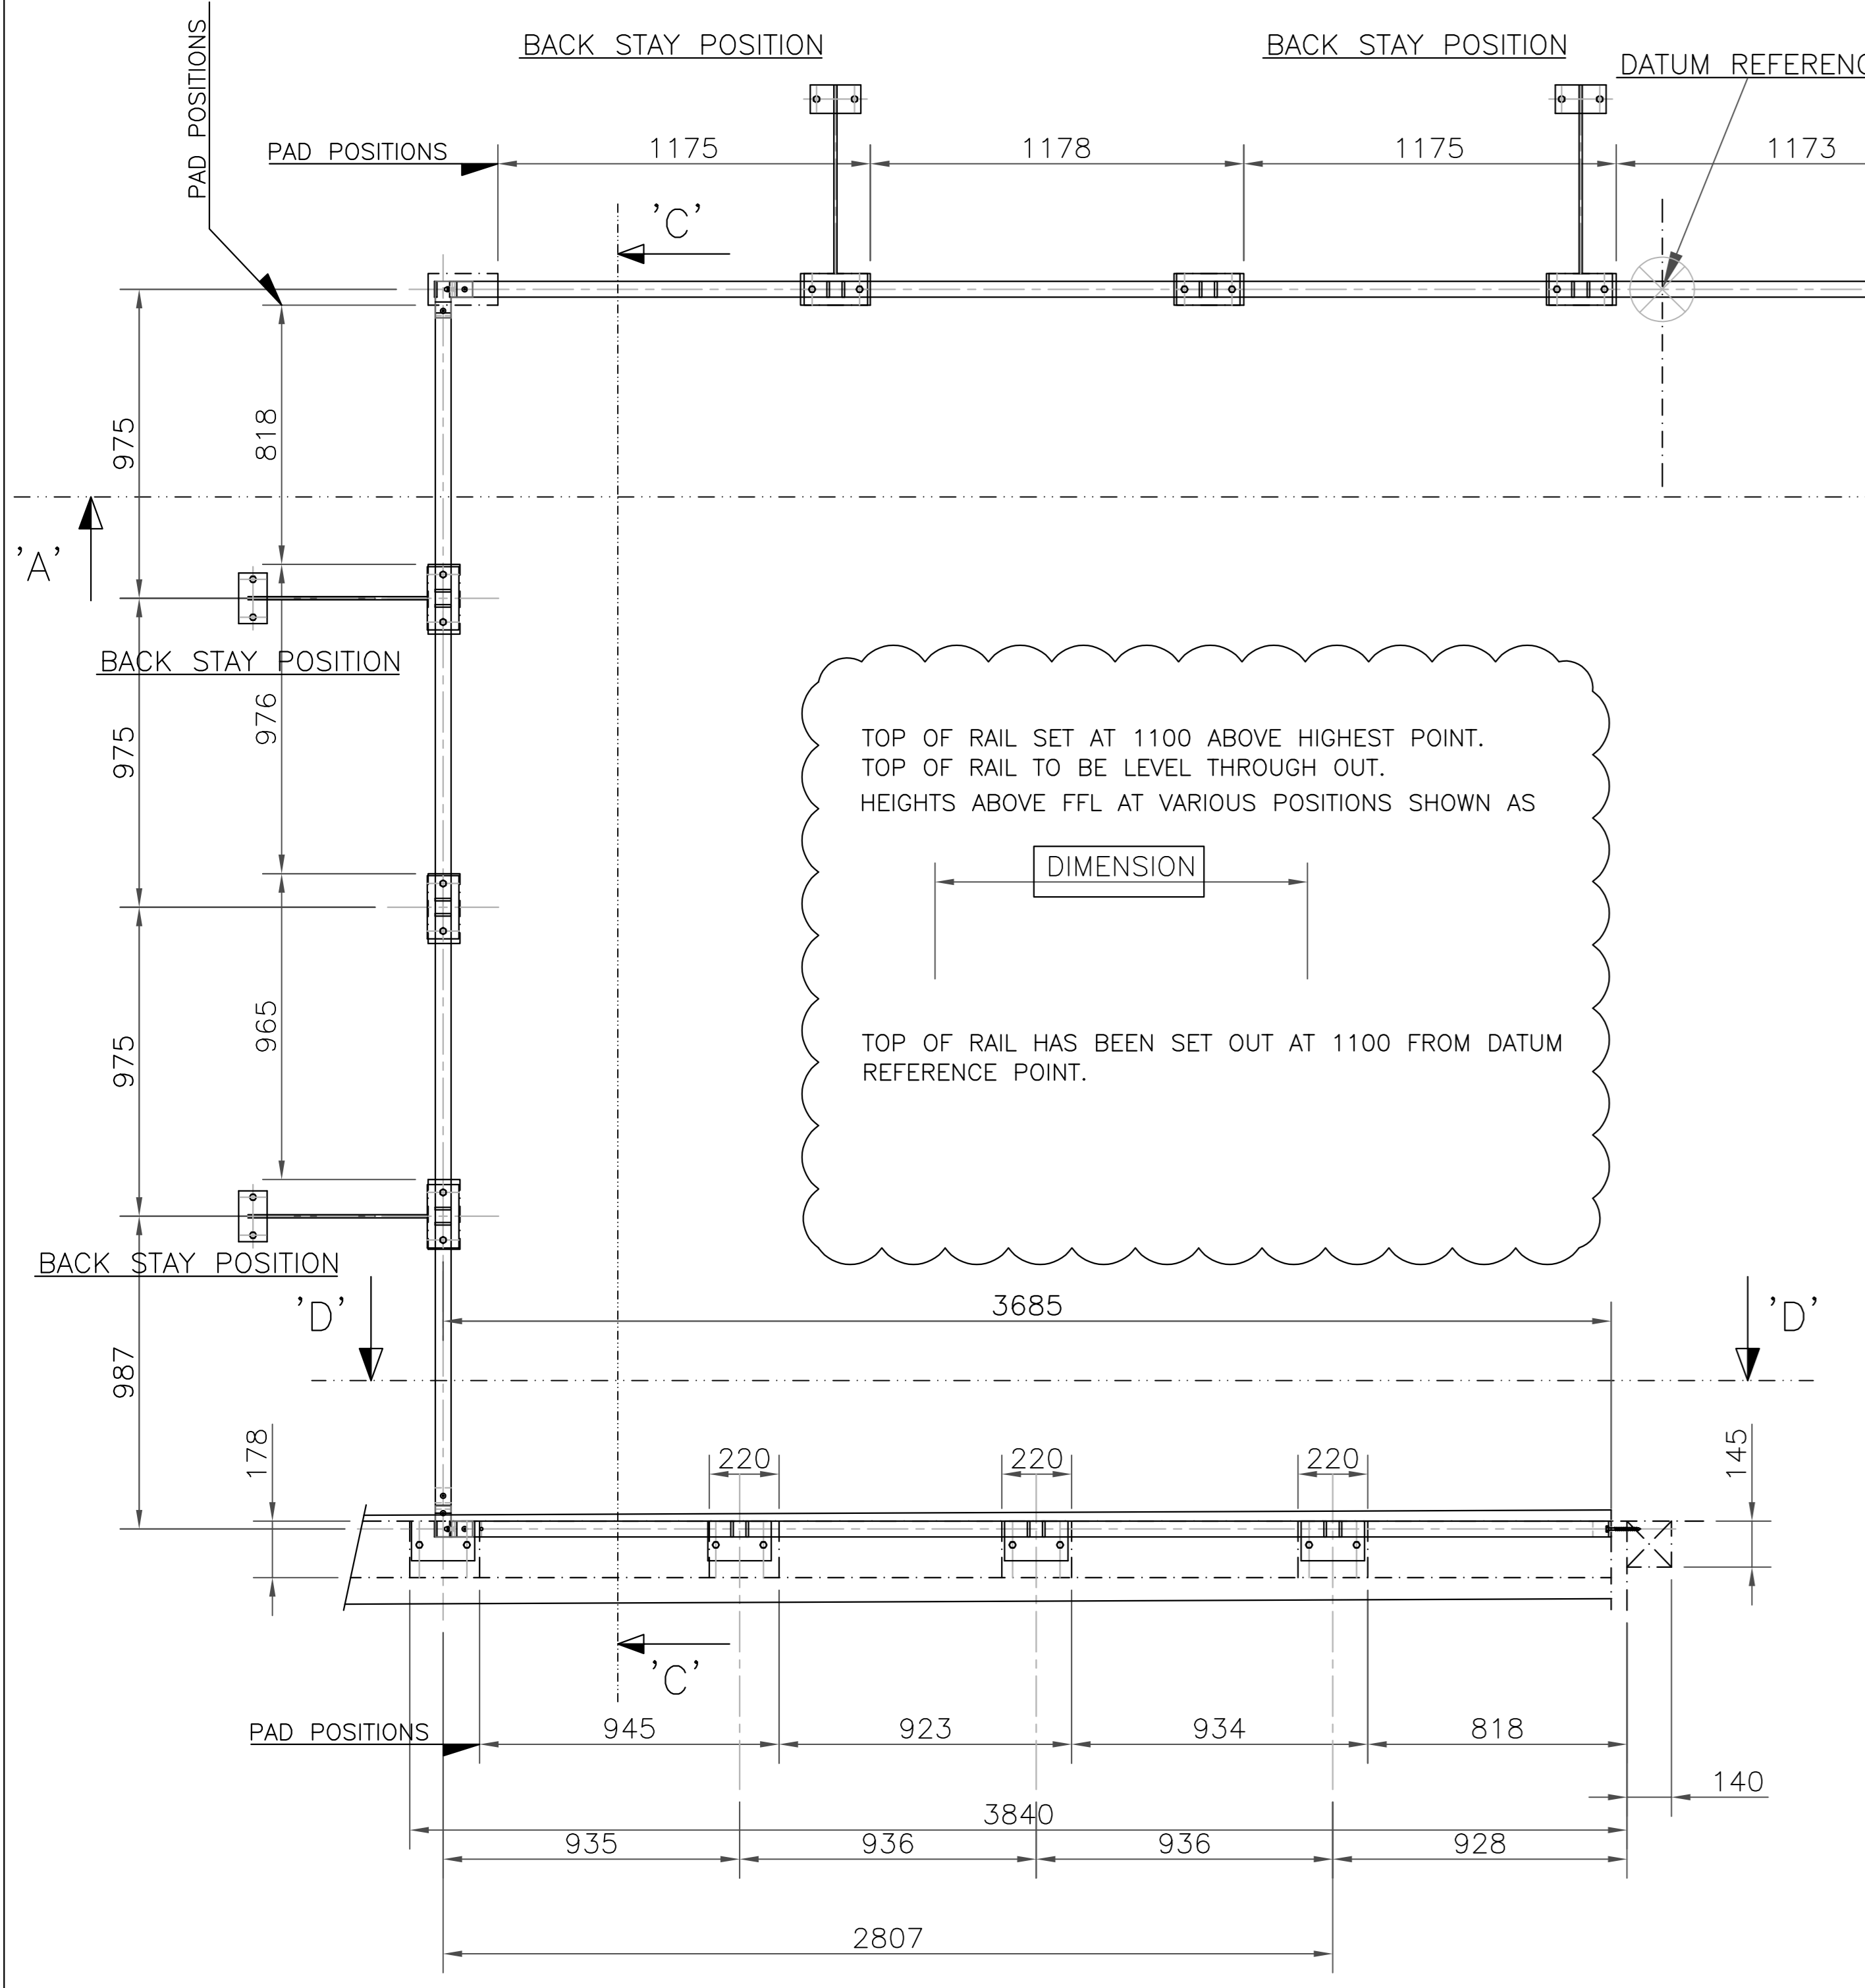 PAD POSITIONS
BACK STAY POSITION
BACK STAY POSITION
DATUM REFERENC
PAD POSITIONS
1175
1178
1175
1173
'C'
975
818
'A'
BACK STAY POSITION
975
976
975
965
TOP OF RAIL SET AT 1100 ABOVE HIGHEST POINT.
TOP OF RAIL TO BE LEVEL THROUGH OUT.
HEIGHTS ABOVE FFL AT VARIOUS POSITIONS SHOWN AS
DIMENSION
TOP OF RAIL HAS BEEN SET OUT AT 1100 FROM DATUM
REFERENCE POINT.
BACK STAY POSITION
'D'
3685
'D'
987
178
220
220
220
145
'C'
PAD POSITIONS
945
923
934
818
140
3840
935
936
936
928
2807